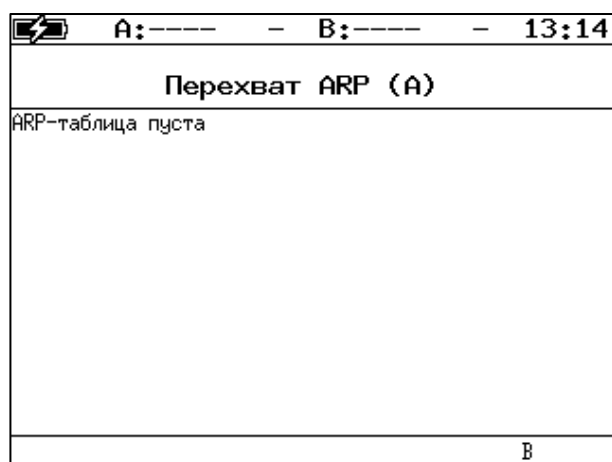 A:---- - B:---- - 13:14
Перехват ARP (A)
ARP-таблица пуста
B